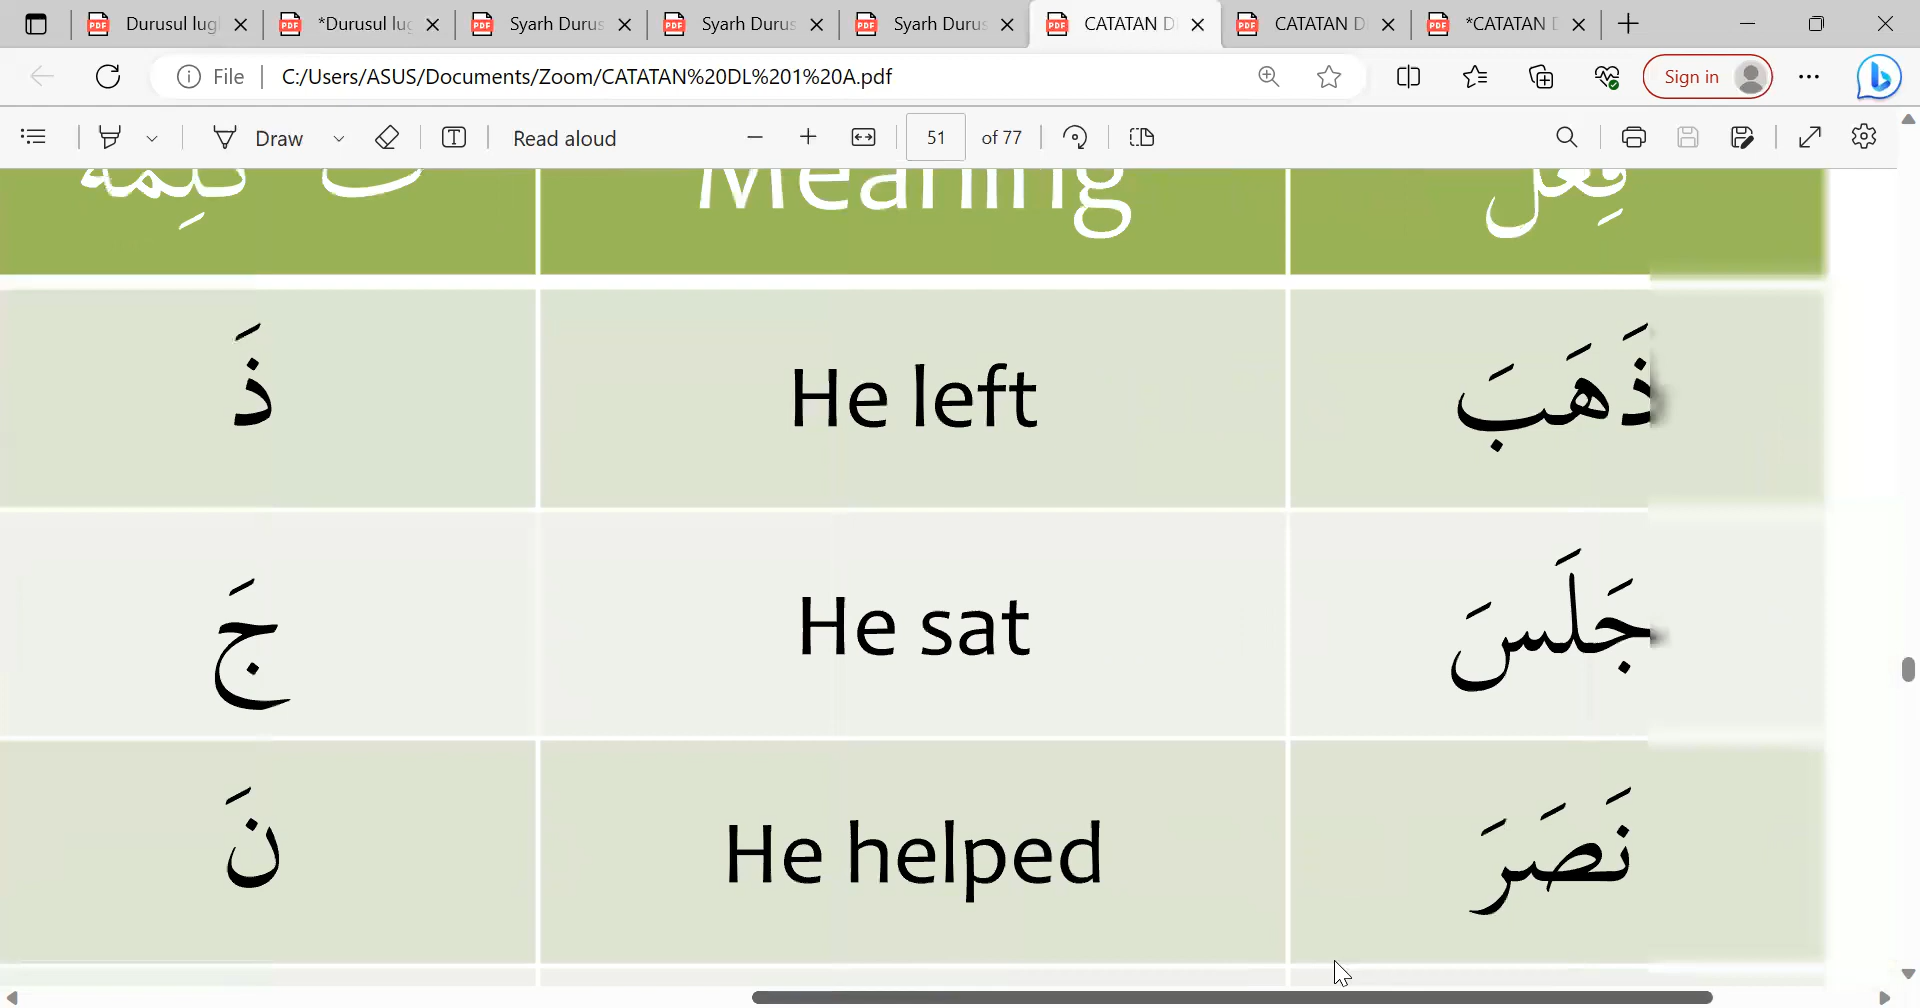 Durusul lug
*Durusul lug
Syarh Durus
Syarh Durus
Syarh Durus
CATATAN D
CATATAN D
*CATATAN D
File
C:/Users/ASUS/Documents/Zoom/CATATAN%20DL%201%20A.pdf
Sign in
Draw
Read aloud
51
of 77
فِعْل
Meaning
ذَهَبَ
He left
ذَ
جَلَسَ
He sat
جَ
نَصَرَ
He helped
نَ